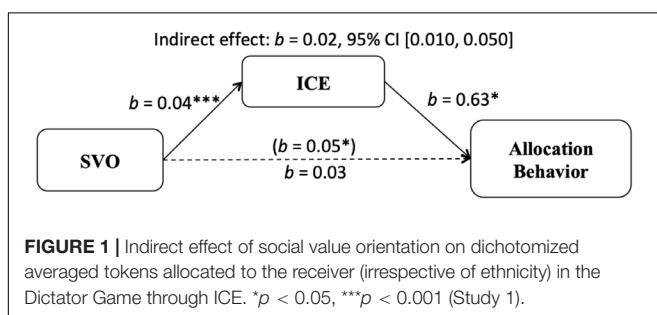 Indirect effect: b = 0.02, 95% CI [0.010, 0.050]
ICE
b = 0.04***
b = 0.63*
SVO
(b = 0.05*)
b = 0.03
Allocation
Behavior
FIGURE 1 | Indirect effect of social value orientation on dichotomized
averaged tokens allocated to the receiver (irrespective of ethnicity) in the
Dictator Game through ICE. *p < 0.05, ***p < 0.001 (Study 1).